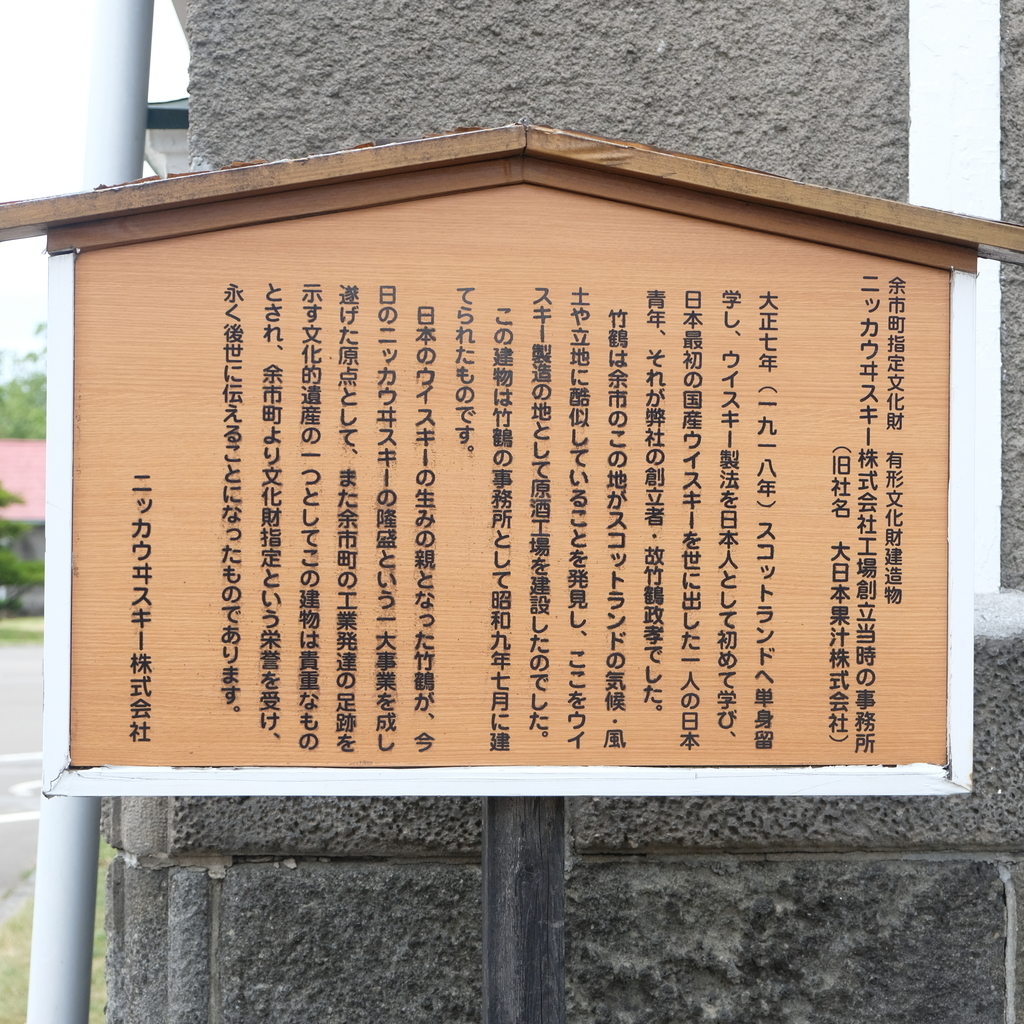 余市町指定文化財　有形文化財建造物
ニッカウヰスキー株式会社工場創立当時の事務所
（旧社名　大日本果汁株式会社）
大正七年（一九一八年）スコットランドへ単身留
学し、ウイスキー製法を日本人として初めて学び、
日本最初の国産ウイスキーを世に出した一人の日本
青年、それが弊社の創立者・故竹鶴政孝でした。
竹鶴は余市のこの地がスコットランドの気候・風
土や立地に酷似していることを発見し、ここをウイ
スキー製造の地として原酒工場を建設したのでした。
この建物は竹鶴の事務所として昭和九年七月に建
てられたものです。
日本のウイスキーの生みの親となった竹鶴が、今
日のニッカウヰスキーの隆盛という一大事業を成し
遂げた原点として、また余市町の工業発達の足跡を
示す文化的遺産の一つとしてこの建物は貴重なもの
とされ、余市町より文化財指定という栄誉を受け、
永く後世に伝えることになったものであります。
ニッカウヰスキー株式会社